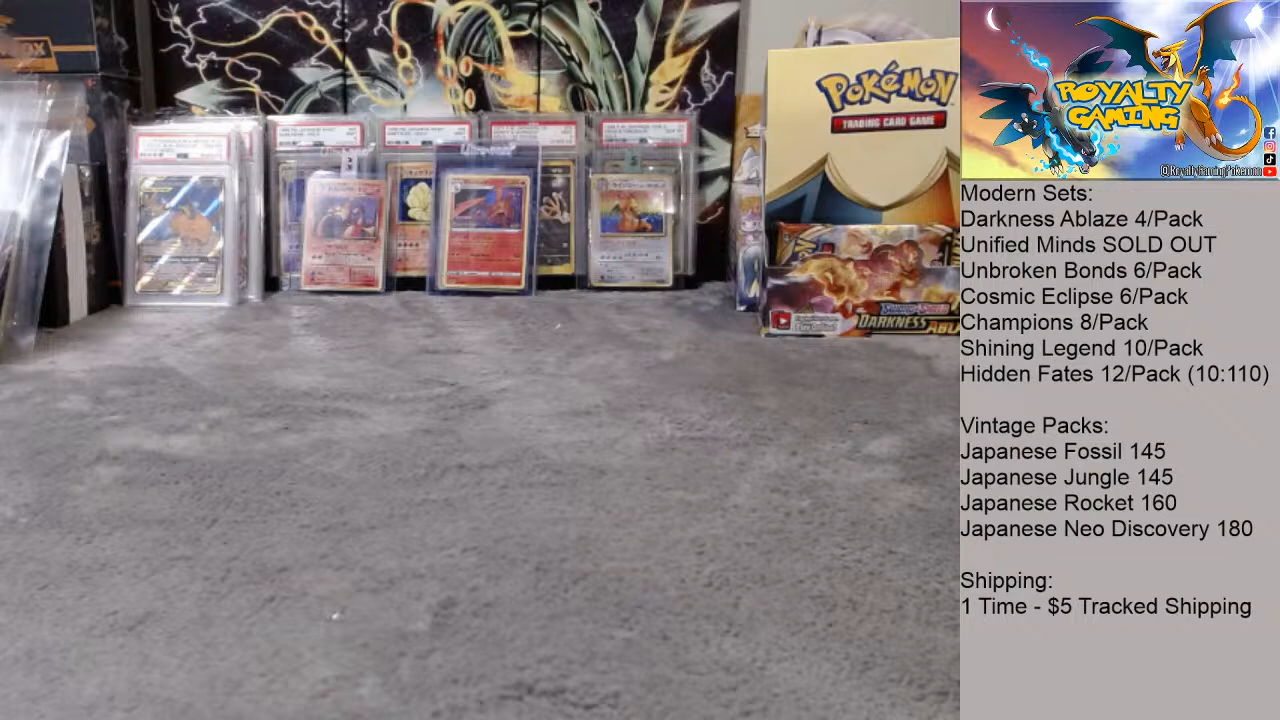 POKÉMON
TRADING CARD GAME
DARKNESS
ROYALTY
GAMING
@RoyaltyGamingPokemon
Modern Sets:
Darkness Ablaze 4/Pack
Unified Minds SOLD OUT
Unbroken Bonds 6/Pack
Cosmic Eclipse 6/Pack
Champions 8/Pack
Shining Legend 10/Pack
Hidden Fates 12/Pack (10:110)
Vintage Packs:
Japanese Fossil 145
Japanese Jungle 145
Japanese Rocket 160
Japanese Neo Discovery 180
Shipping:
1 Time - $5 Tracked Shipping